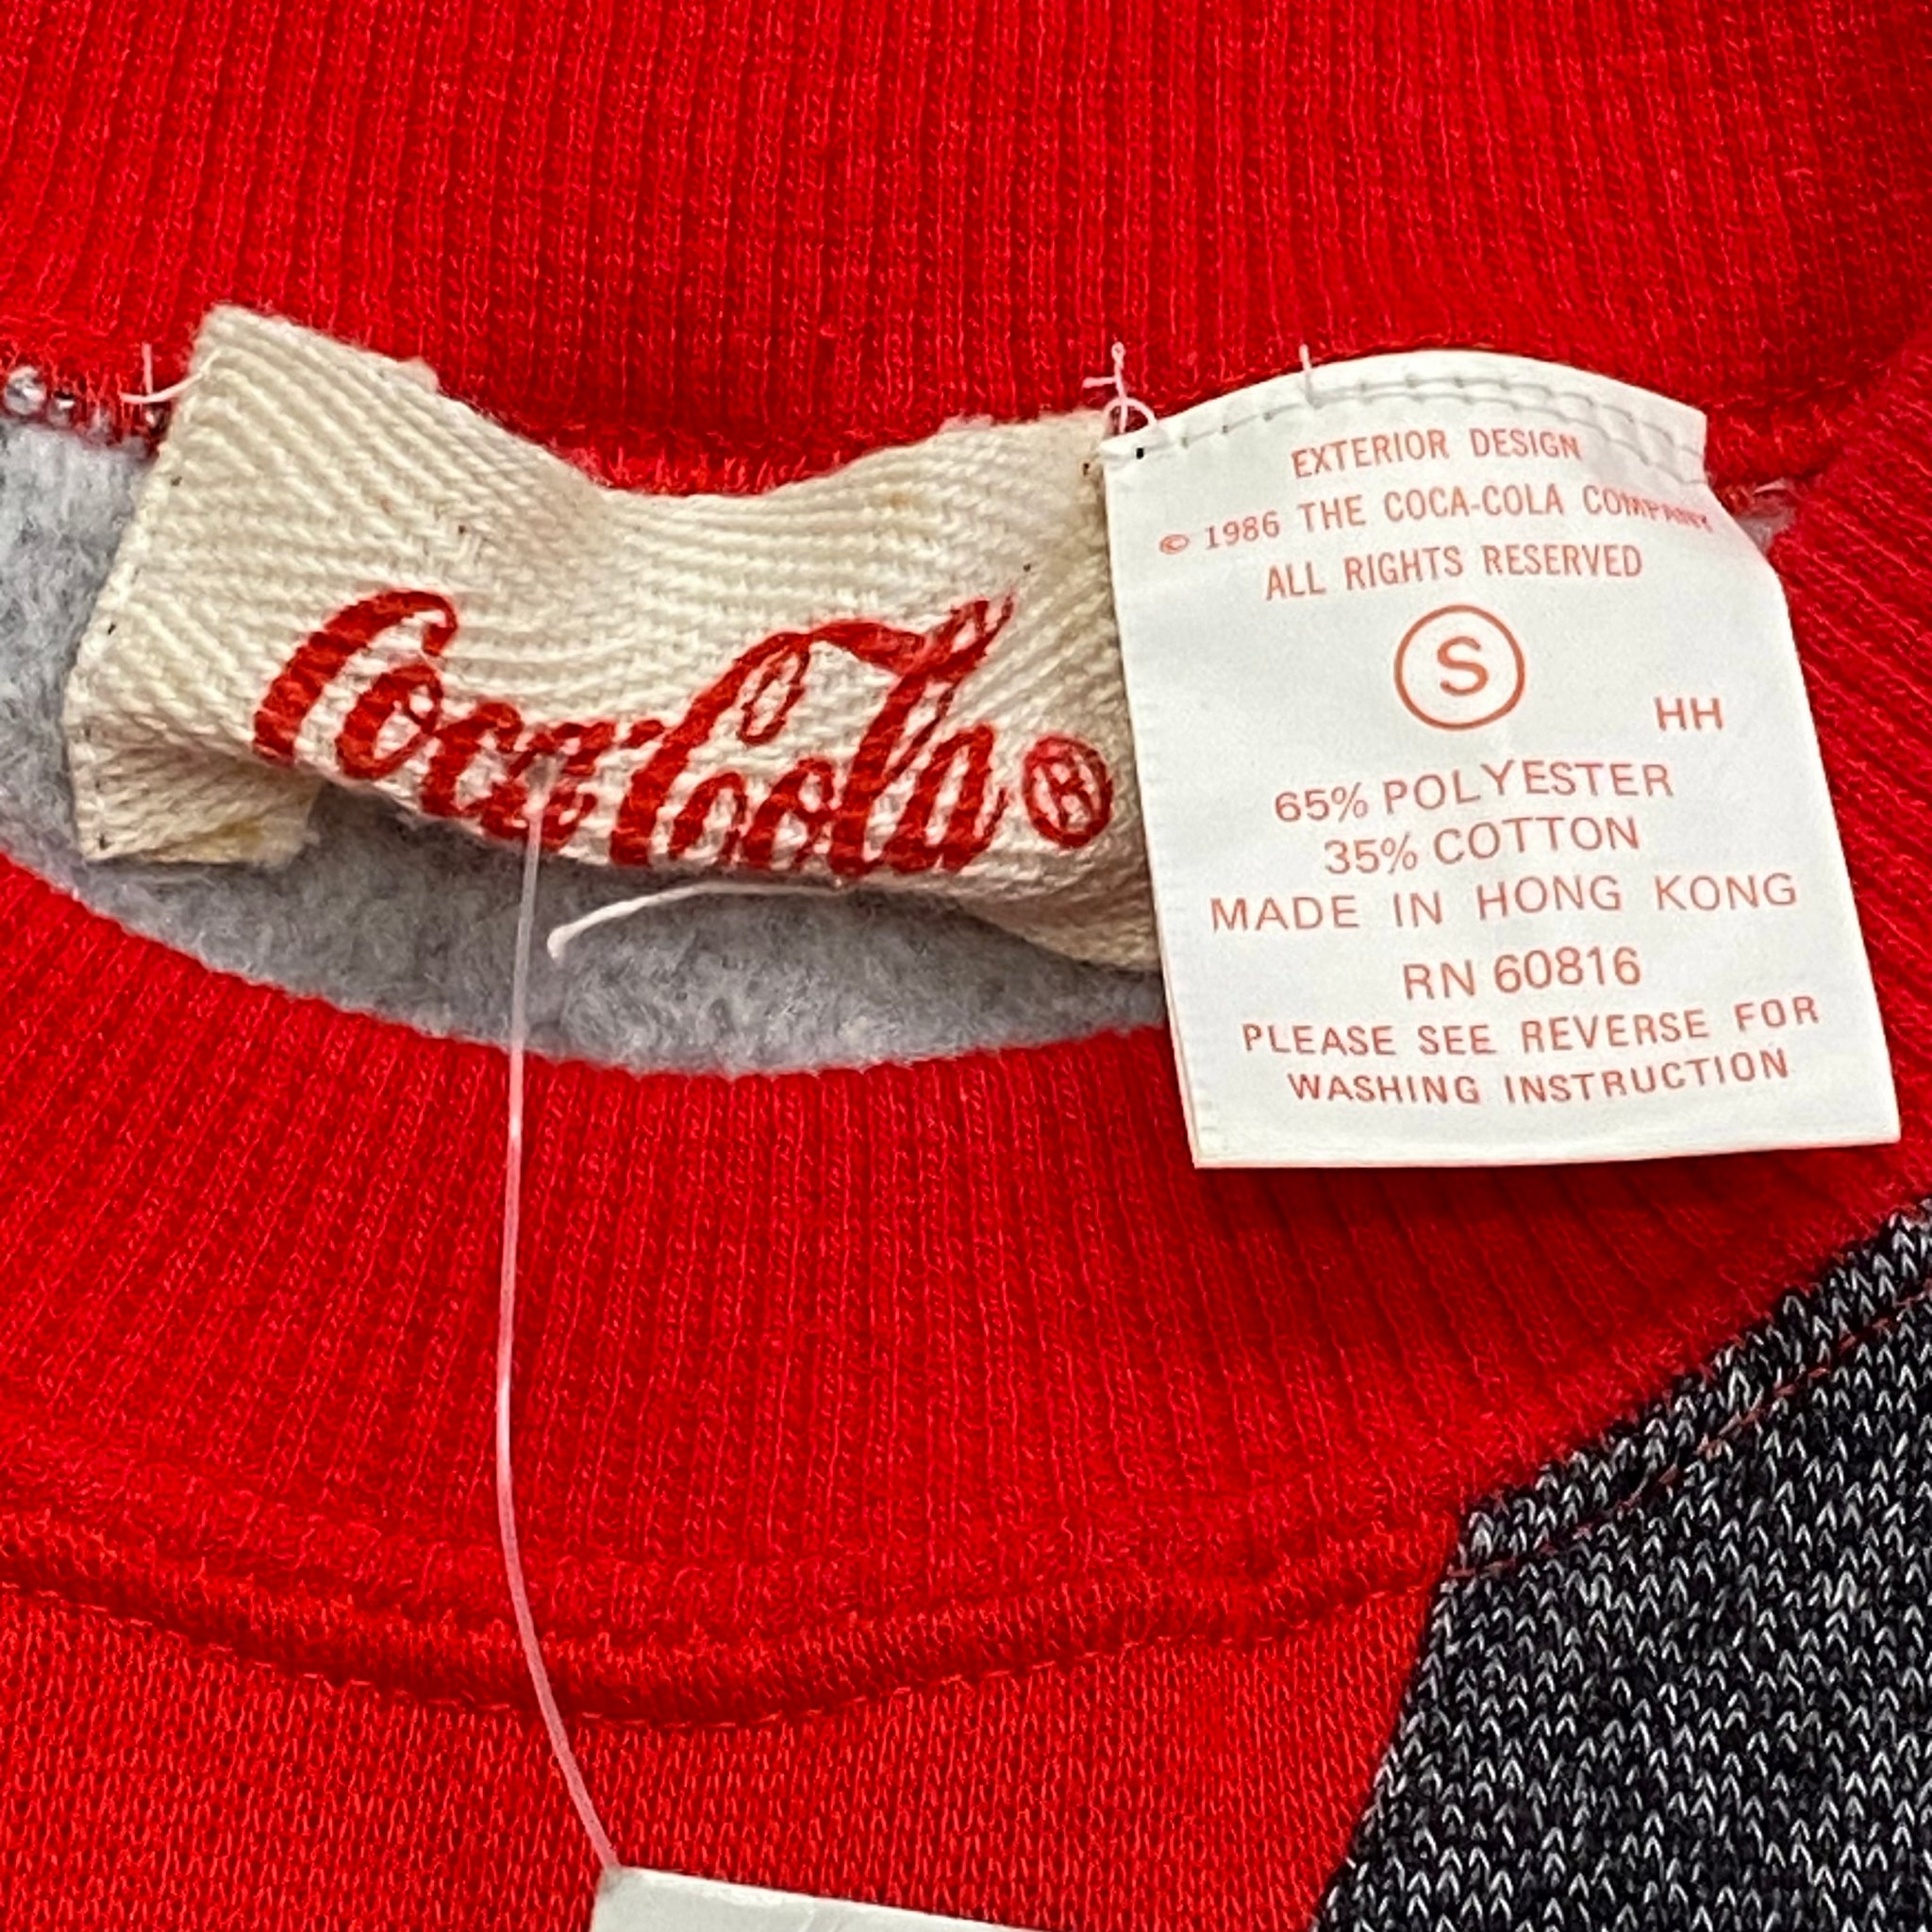 Coca-Cola®
EXTERIOR DESIGN
© 1986 THE COCA-COLA COMPANY
ALL RIGHTS RESERVED
S
HH
65% POLYESTER
35% COTTON
MADE IN HONG KONG
RN 60816
PLEASE SEE REVERSE FOR
WASHING INSTRUCTION